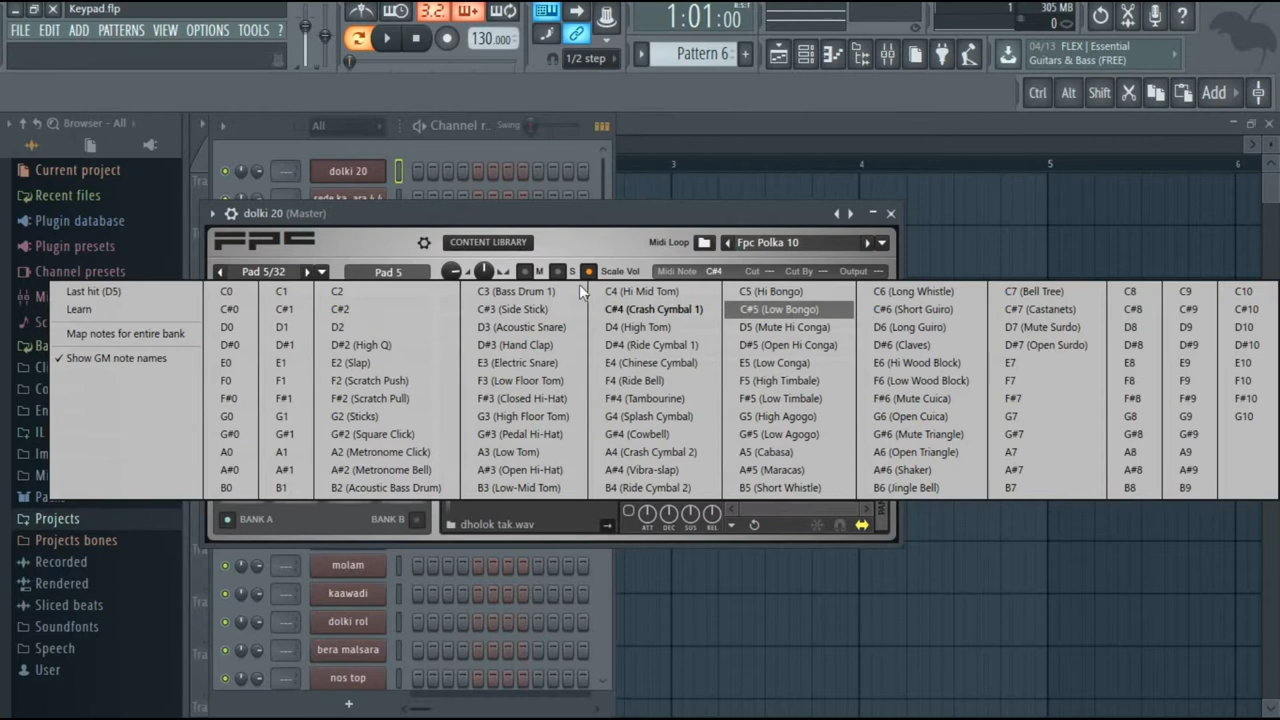 Keypad.flp
FILE EDIT ADD PATTERNS VIEW OPTIONS TOOLS ?
3.2.
130.000
1:01:00
305 MB
1
0
1/2 step
Pattern 6
04/13 FLEX | Essential
Guitars & Bass (FREE)
Ctrl Alt Shift Add
Browser - All
All
Channel r..
Swing
3 4 5 6
Current project
Recent files
Plugin database
Plugin presets
Channel presets
Projects
Projects bones
Recorded
Rendered
Sliced beats
Soundfonts
Speech
User
dolki 20
dolki 20 (Master)
FPC
CONTENT LIBRARY
Midi Loop
Fpc Polka 10
Pad 5/32
Pad 5
M
S
Scale Vol
Midi Note C#4 Cut --- Cut By --- Output ---
Last hit (D5)
Learn
Map notes for entire bank
Show GM note names
C0
C#0
D0
D#0
E0
F0
F#0
G0
G#0
A0
A#0
B0
C1
C#1
D1
D#1
E1
F1
F#1
G1
G#1
A1
A#1
B1
C2
C#2
D2
D#2 (High Q)
E2 (Slap)
F2 (Scratch Push)
F#2 (Scratch Pull)
G2 (Sticks)
G#2 (Square Click)
A2 (Metronome Click)
A#2 (Metronome Bell)
B2 (Acoustic Bass Drum)
C3 (Bass Drum 1)
C#3 (Side Stick)
D3 (Acoustic Snare)
D#3 (Hand Clap)
E3 (Electric Snare)
F3 (Low Floor Tom)
F#3 (Closed Hi-Hat)
G3 (High Floor Tom)
G#3 (Pedal Hi-Hat)
A3 (Low Tom)
A#3 (Open Hi-Hat)
B3 (Low-Mid Tom)
C4 (Hi Mid Tom)
C#4 (Crash Cymbal 1)
D4 (High Tom)
D#4 (Ride Cymbal 1)
E4 (Chinese Cymbal)
F4 (Ride Bell)
F#4 (Tambourine)
G4 (Splash Cymbal)
G#4 (Cowbell)
A4 (Crash Cymbal 2)
A#4 (Vibra-slap)
B4 (Ride Cymbal 2)
C5 (Hi Bongo)
C#5 (Low Bongo)
D5 (Mute Hi Conga)
D#5 (Open Hi Conga)
E5 (Low Conga)
F5 (High Timbale)
F#5 (Low Timbale)
G5 (High Agogo)
G#5 (Low Agogo)
A5 (Cabasa)
A#5 (Maracas)
B5 (Short Whistle)
C6 (Long Whistle)
C#6 (Short Guiro)
D6 (Long Guiro)
D#6 (Claves)
E6 (Hi Wood Block)
F6 (Low Wood Block)
F#6 (Mute Cuica)
G6 (Open Cuica)
G#6 (Mute Triangle)
A6 (Open Triangle)
A#6 (Shaker)
B6 (Jingle Bell)
C7 (Bell Tree)
C#7 (Castanets)
D7 (Mute Surdo)
D#7 (Open Surdo)
E7
F7
F#7
G7
G#7
A7
A#7
B7
C8
C#8
D8
D#8
E8
F8
F#8
G8
G#8
A8
A#8
B8
C9
C#9
D9
D#9
E9
F9
F#9
G9
G#9
A9
A#9
B9
C10
C#10
D10
D#10
E10
F10
F#10
G10
BANK A
BANK B
dholok tak.wav
ATT DEC SUS REL
molam
kaawadi
dolki rol
bera malsara
nos top